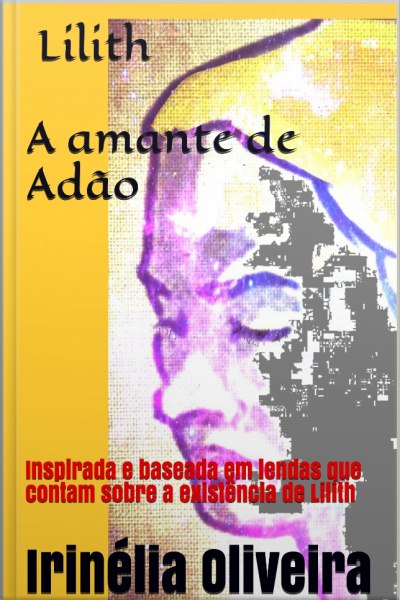 Lilith
A amante de
Adão
Inspirada e baseada em lendas que
contam sobre a existência de Lilith
Irinélia Oliveira